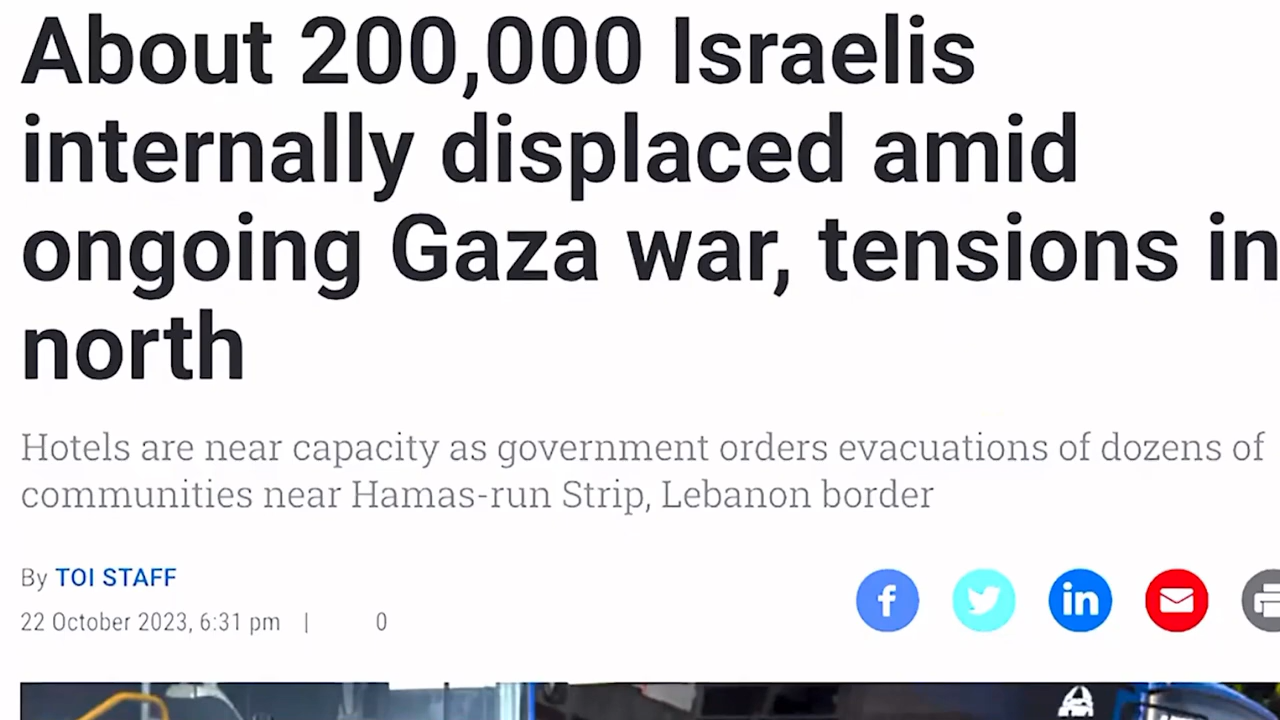 About 200,000 Israelis
internally displaced amid
ongoing Gaza war, tensions in
north
Hotels are near capacity as government orders evacuations of dozens of
communities near Hamas-run Strip, Lebanon border
By TOI STAFF
22 October 2023, 6:31 pm | 0
f in